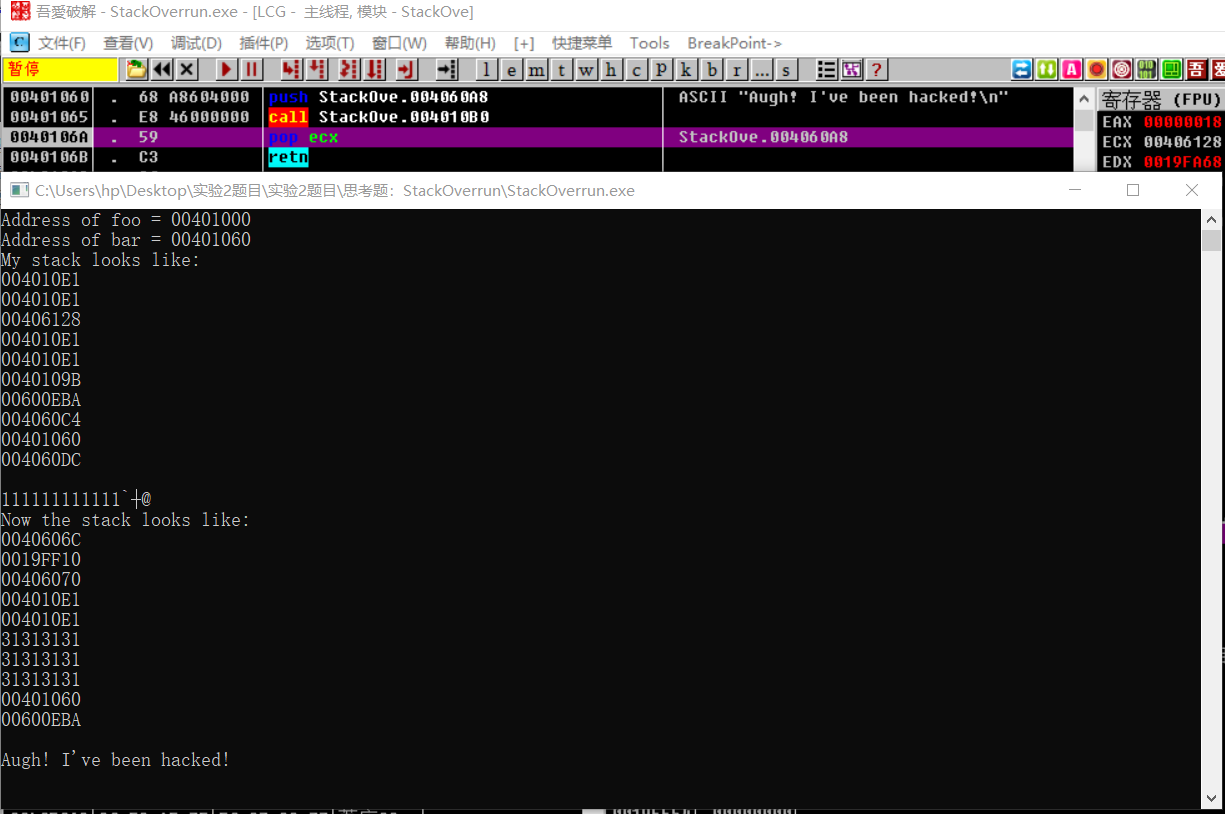 吾愛破解 - StackOverrun.exe - [LCG - 主线程, 模块 - StackOve]
C 文件(F) 查看(V) 调试(D) 插件(P) 选项(T) 窗口(W) 帮助(H) [+] 快捷菜单 Tools BreakPoint->
暂停 l e m t w h c P k b r ... s ?
00401060 . 68 A8604000 push StackOve.004060A8 ASCII "Augh! I've been hacked!\n"
00401065 . E8 46000000 call StackOve.004010B0
0040106A . 59 pop ecx StackOve.004060A8
0040106B . C3 retn
寄存器 (FPU)
EAX 00000018
ECX 00406128
EDX 0019FA68
C:\Users\hp\Desktop\实验2题目\实验2题目\思考题：StackOverrun\StackOverrun.exe
Address of foo = 00401000
Address of bar = 00401060
My stack looks like:
004010E1
004010E1
00406128
004010E1
004010E1
0040109B
00600EBA
004060C4
00401060
004060DC
111111111111`┼@
Now the stack looks like:
0040606C
0019FF10
00406070
004010E1
004010E1
31313131
31313131
31313131
00401060
00600EBA
Augh! I've been hacked!